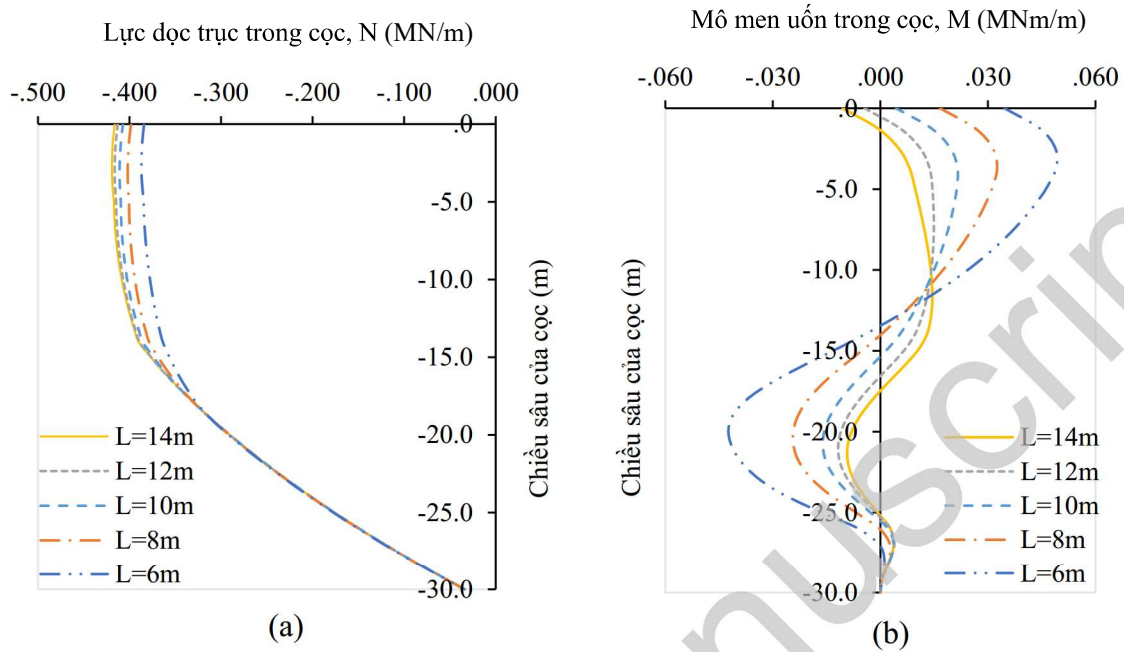 Lực dọc trục trong cọc, N (MN/m)
-.500 -.400 -.300 -.200 -.100 .000
.0
-5.0
-10.0
-15.0
-20.0
-25.0
-30.0
Chiều sâu của cọc (m)
L=14m
L=12m
L=10m
L=8m
L=6m
(a)
Mô men uốn trong cọc, M (MNm/m)
-.060 -.030 .000 .030 .060
.0
-5.0
-10.0
-15.0
-20.0
-25.0
-30.0
Chiều sâu của cọc (m)
L=14m
L=12m
L=10m
L=8m
L=6m
(b)
nuscrip